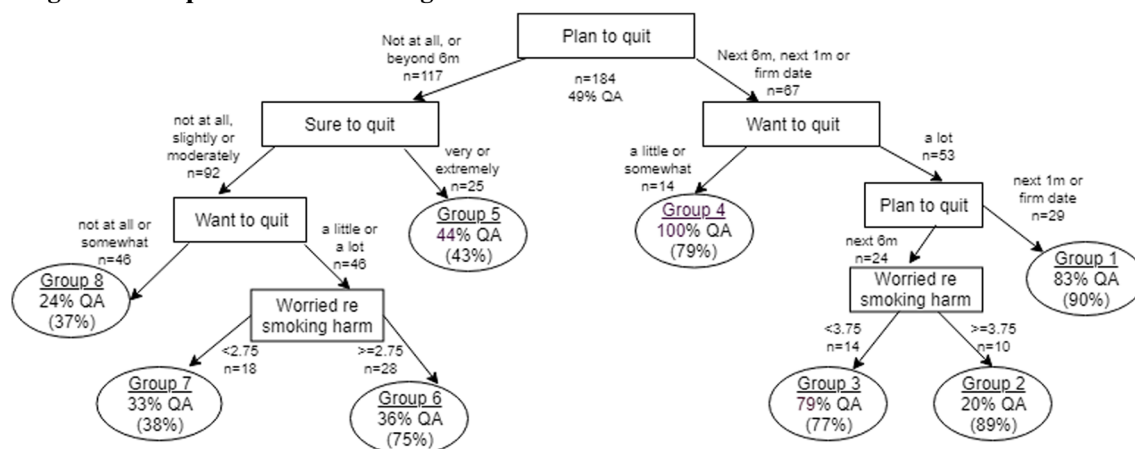 Plan to quit
Not at all, or
beyond 6m
n=117
n=184
49% QA
Next 6m, next 1m or
firm date
n=67
Sure to quit
Want to quit
not at all,
slightly or
moderately
n=92
very or
extremely
n=25
a little or
somewhat
n=14
a lot
n=53
Want to quit
Group 5
44% QA
(43%)
Group 4
100% QA
(79%)
Plan to quit
next 1m or
firm date
n=29
not at all or
somewhat
n=46
a little or
a lot
n=46
next 6m
n=24
Group 1
83% QA
(90%)
Group 8
24% QA
(37%)
Worried re
smoking harm
Worried re
smoking harm
<2.75
n=18
>=2.75
n=28
<3.75
n=14
>=3.75
n=10
Group 7
33% QA
(38%)
Group 6
36% QA
(75%)
Group 3
79% QA
(77%)
Group 2
20% QA
(89%)